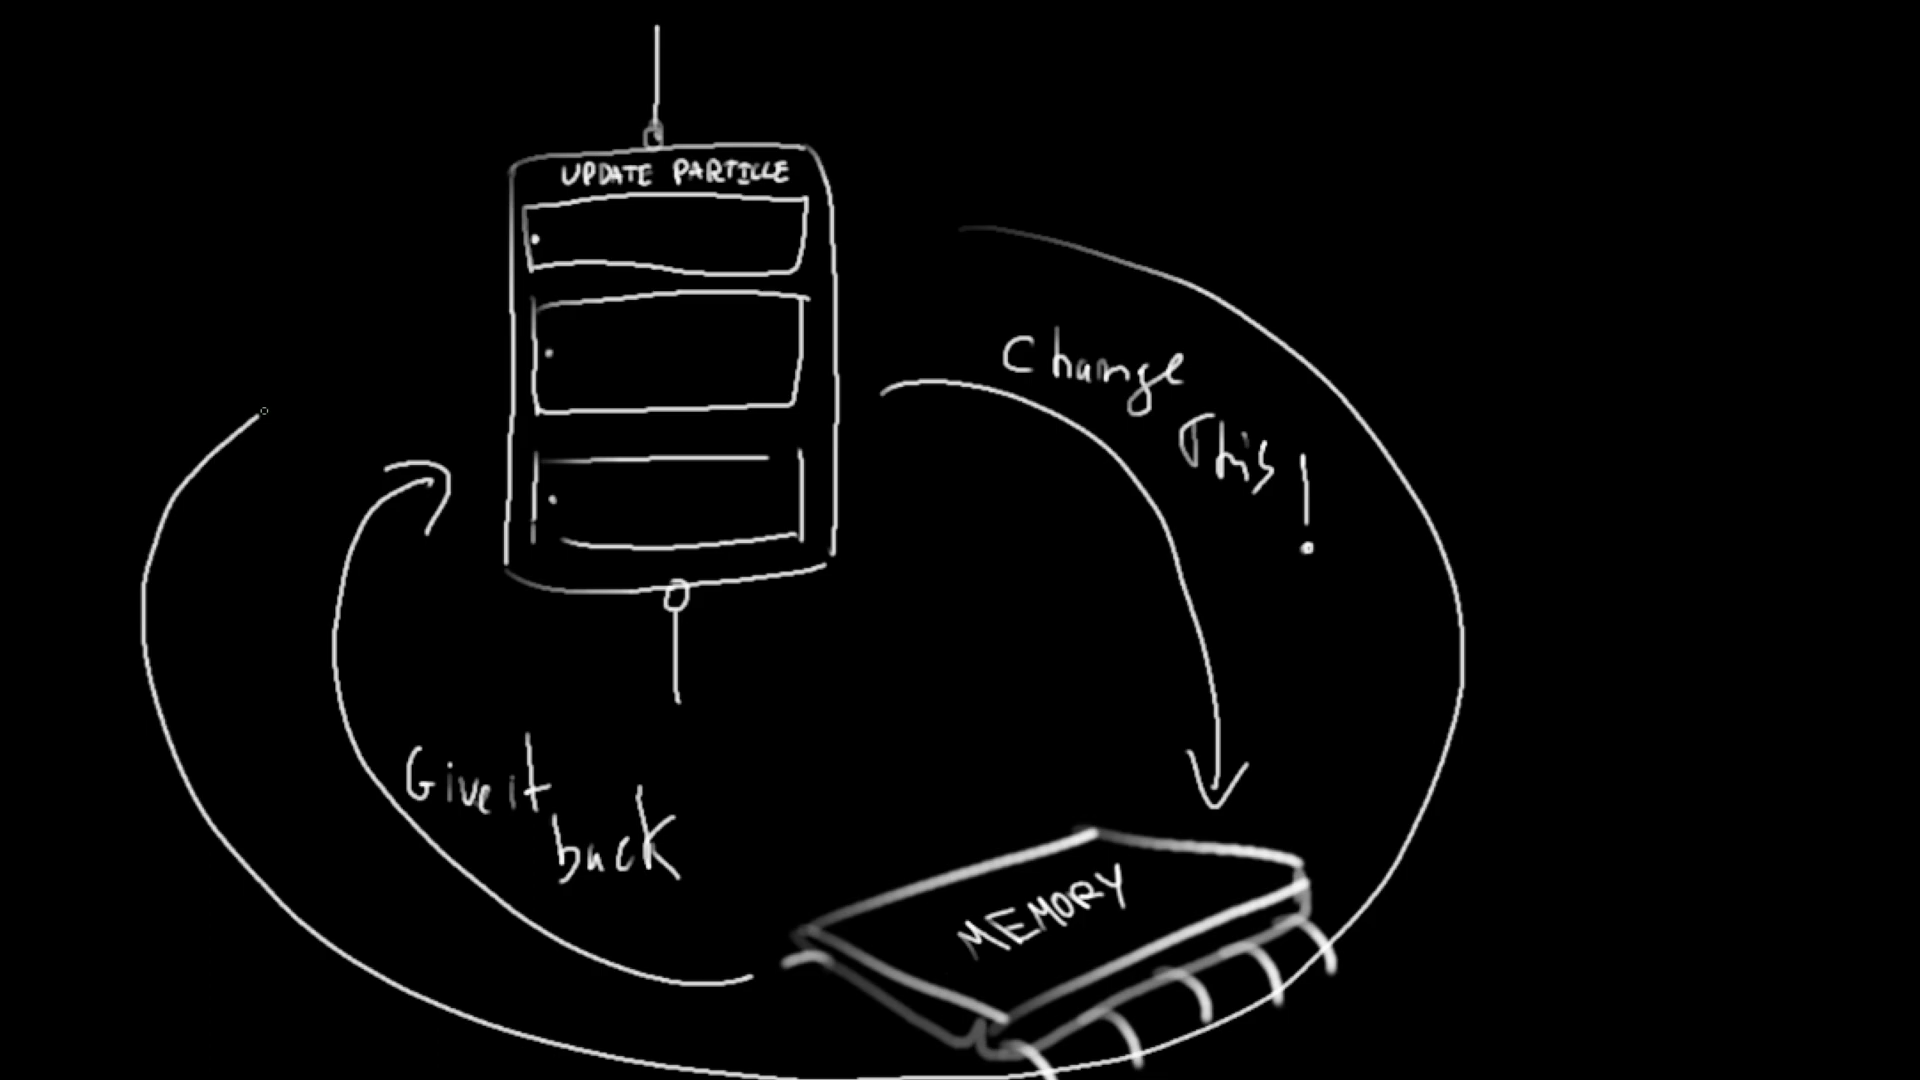 UPDATE PARTICLE
Change
This!
Give it
back
MEMORY